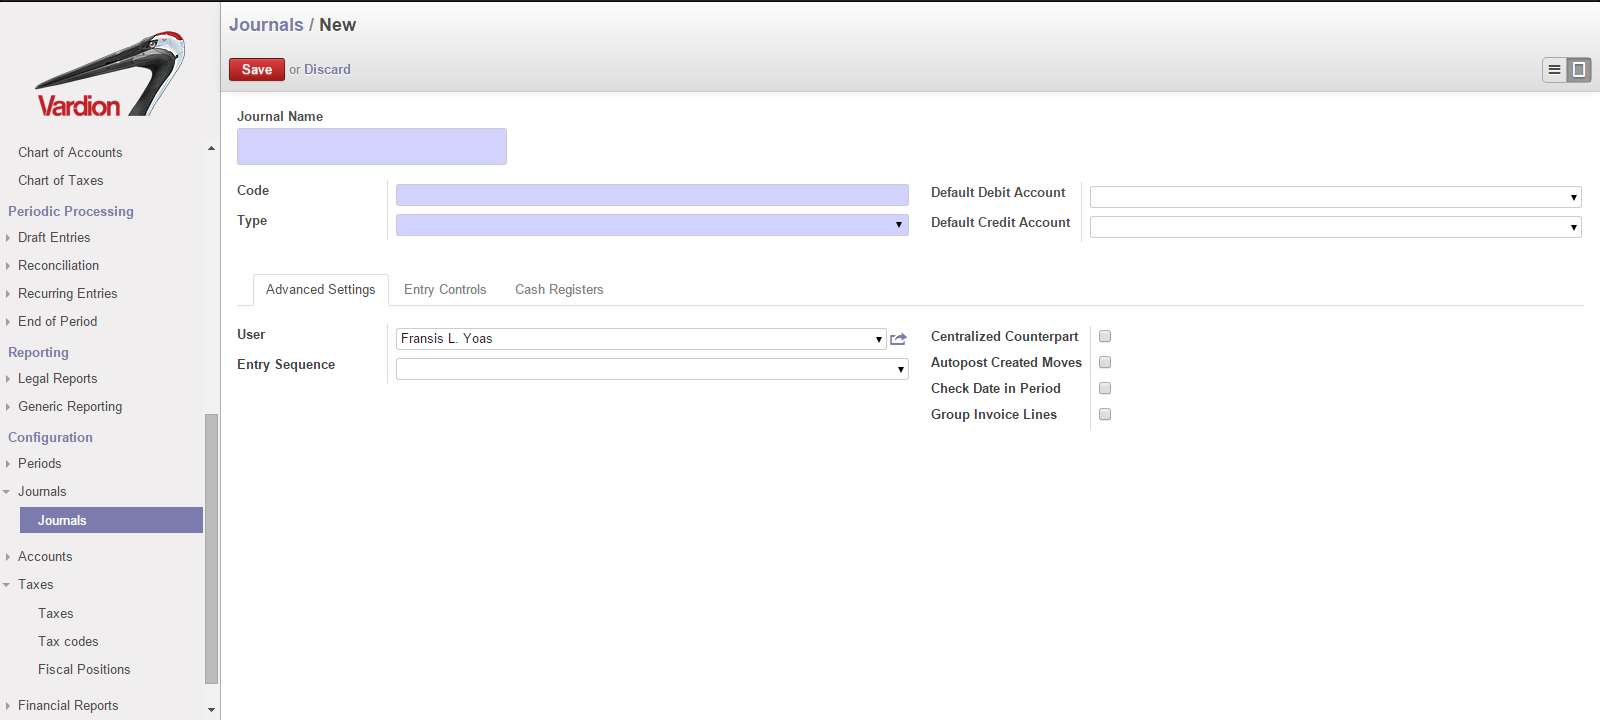 Vardion
Chart of Accounts
Chart of Taxes
Periodic Processing
Draft Entries
Reconciliation
Recurring Entries
End of Period
Reporting
Legal Reports
Generic Reporting
Configuration
Periods
Journals
Journals
Accounts
Taxes
Taxes
Tax codes
Fiscal Positions
Financial Reports
Journals / New
Save or Discard
Journal Name
Code
Type
Default Debit Account
Default Credit Account
Advanced Settings Entry Controls Cash Registers
User Fransis L. Yoas
Entry Sequence
Centralized Counterpart
Autopost Created Moves
Check Date in Period
Group Invoice Lines